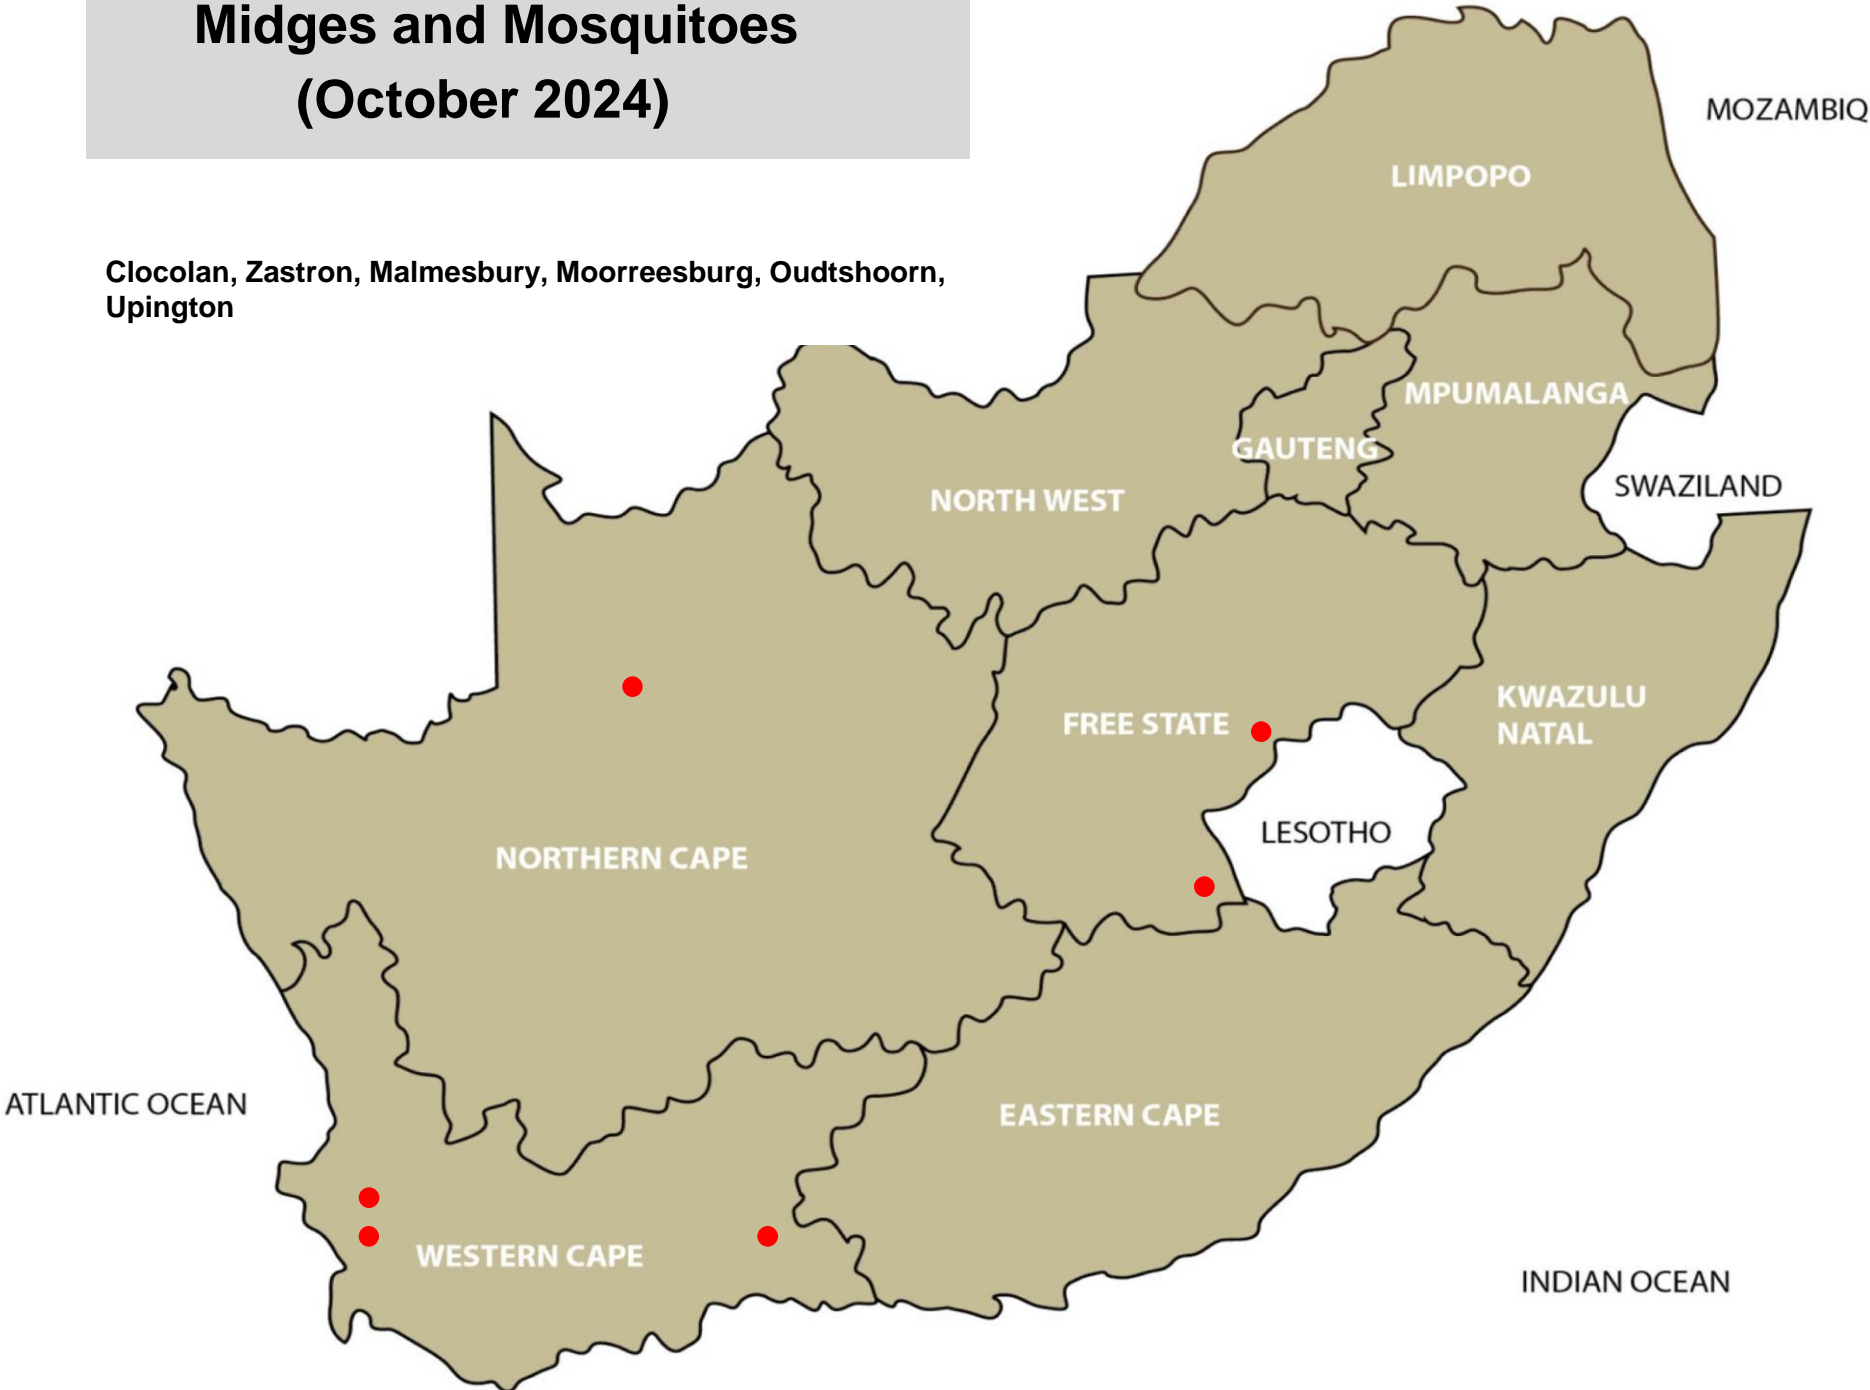 Midges and Mosquitoes
(October 2024)
MOZAMBIQ
LIMPOPO
Clocolan, Zastron, Malmesbury, Moorreesburg, Oudtshoorn,
Upington
MPUMALANGA
GAUTENG
SWAZILAND
NORTH WEST
KWAZULU
NATAL
FREE STATE
LESOTHO
NORTHERN CAPE
ATLANTIC OCEAN
EASTERN CAPE
WESTERN CAPE
INDIAN OCEAN